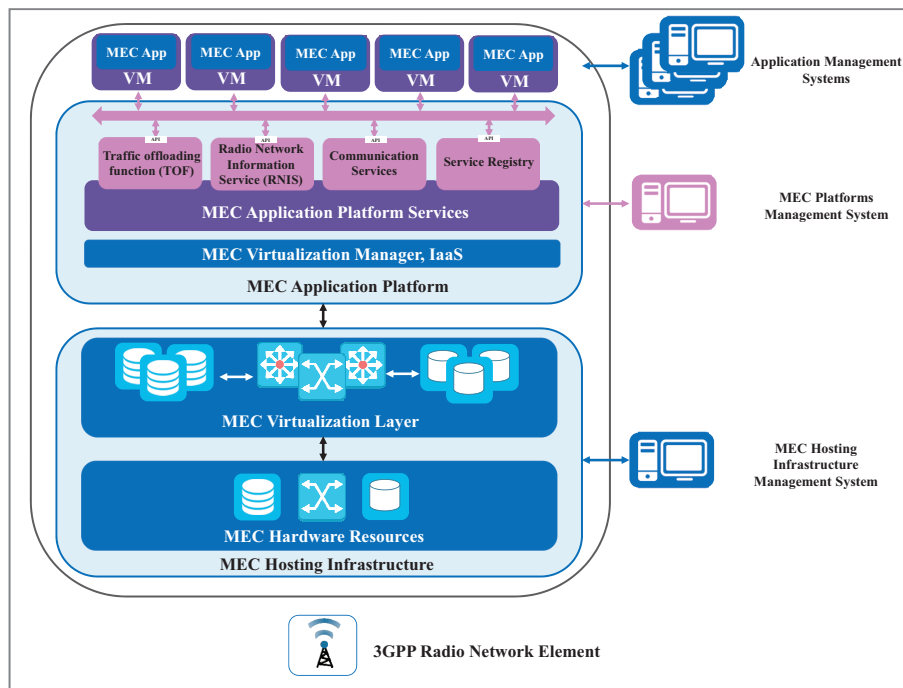 MEC App
VM
MEC App
VM
MEC App
VM
MEC App
VM
MEC App
VM
Application Management
Systems
API
API
API
API
Traffic offloading
function (TOF)
Radio Network
Information
Service (RNIS)
Communication
Services
Service Registry
MEC Application Platform Services
MEC Platforms
Management System
MEC Virtualization Manager, IaaS
MEC Application Platform
MEC Virtualization Layer
MEC Hosting
Infrastructure
Management System
MEC Hardware Resources
MEC Hosting Infrastructure
3GPP Radio Network Element